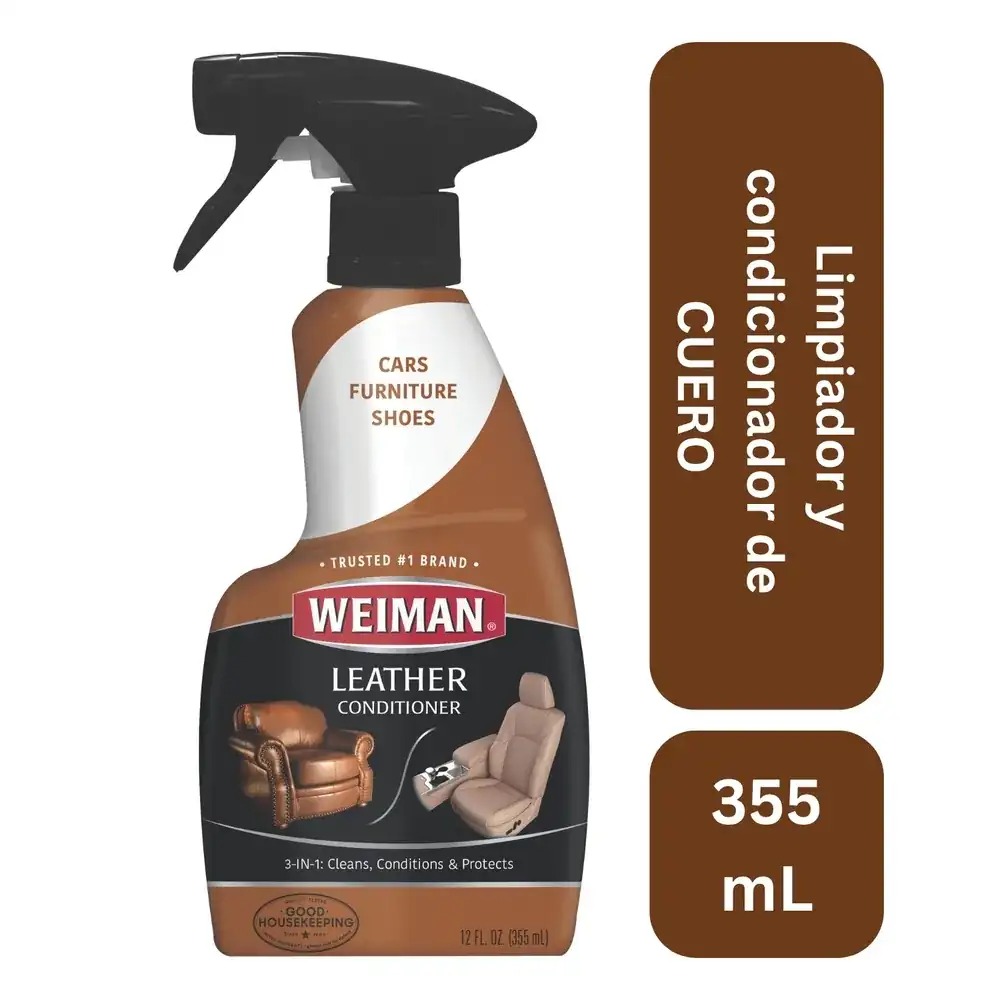 CARS
FURNITURE
SHOES
• TRUSTED #1 BRAND •
WEIMAN®
LEATHER
CONDITIONER
3-IN-1: Cleans, Conditions & Protects
GOOD
HOUSEKEEPING
12 FL. OZ. (355 mL)
Limpiador y
condicionador de
CUERO
355
mL